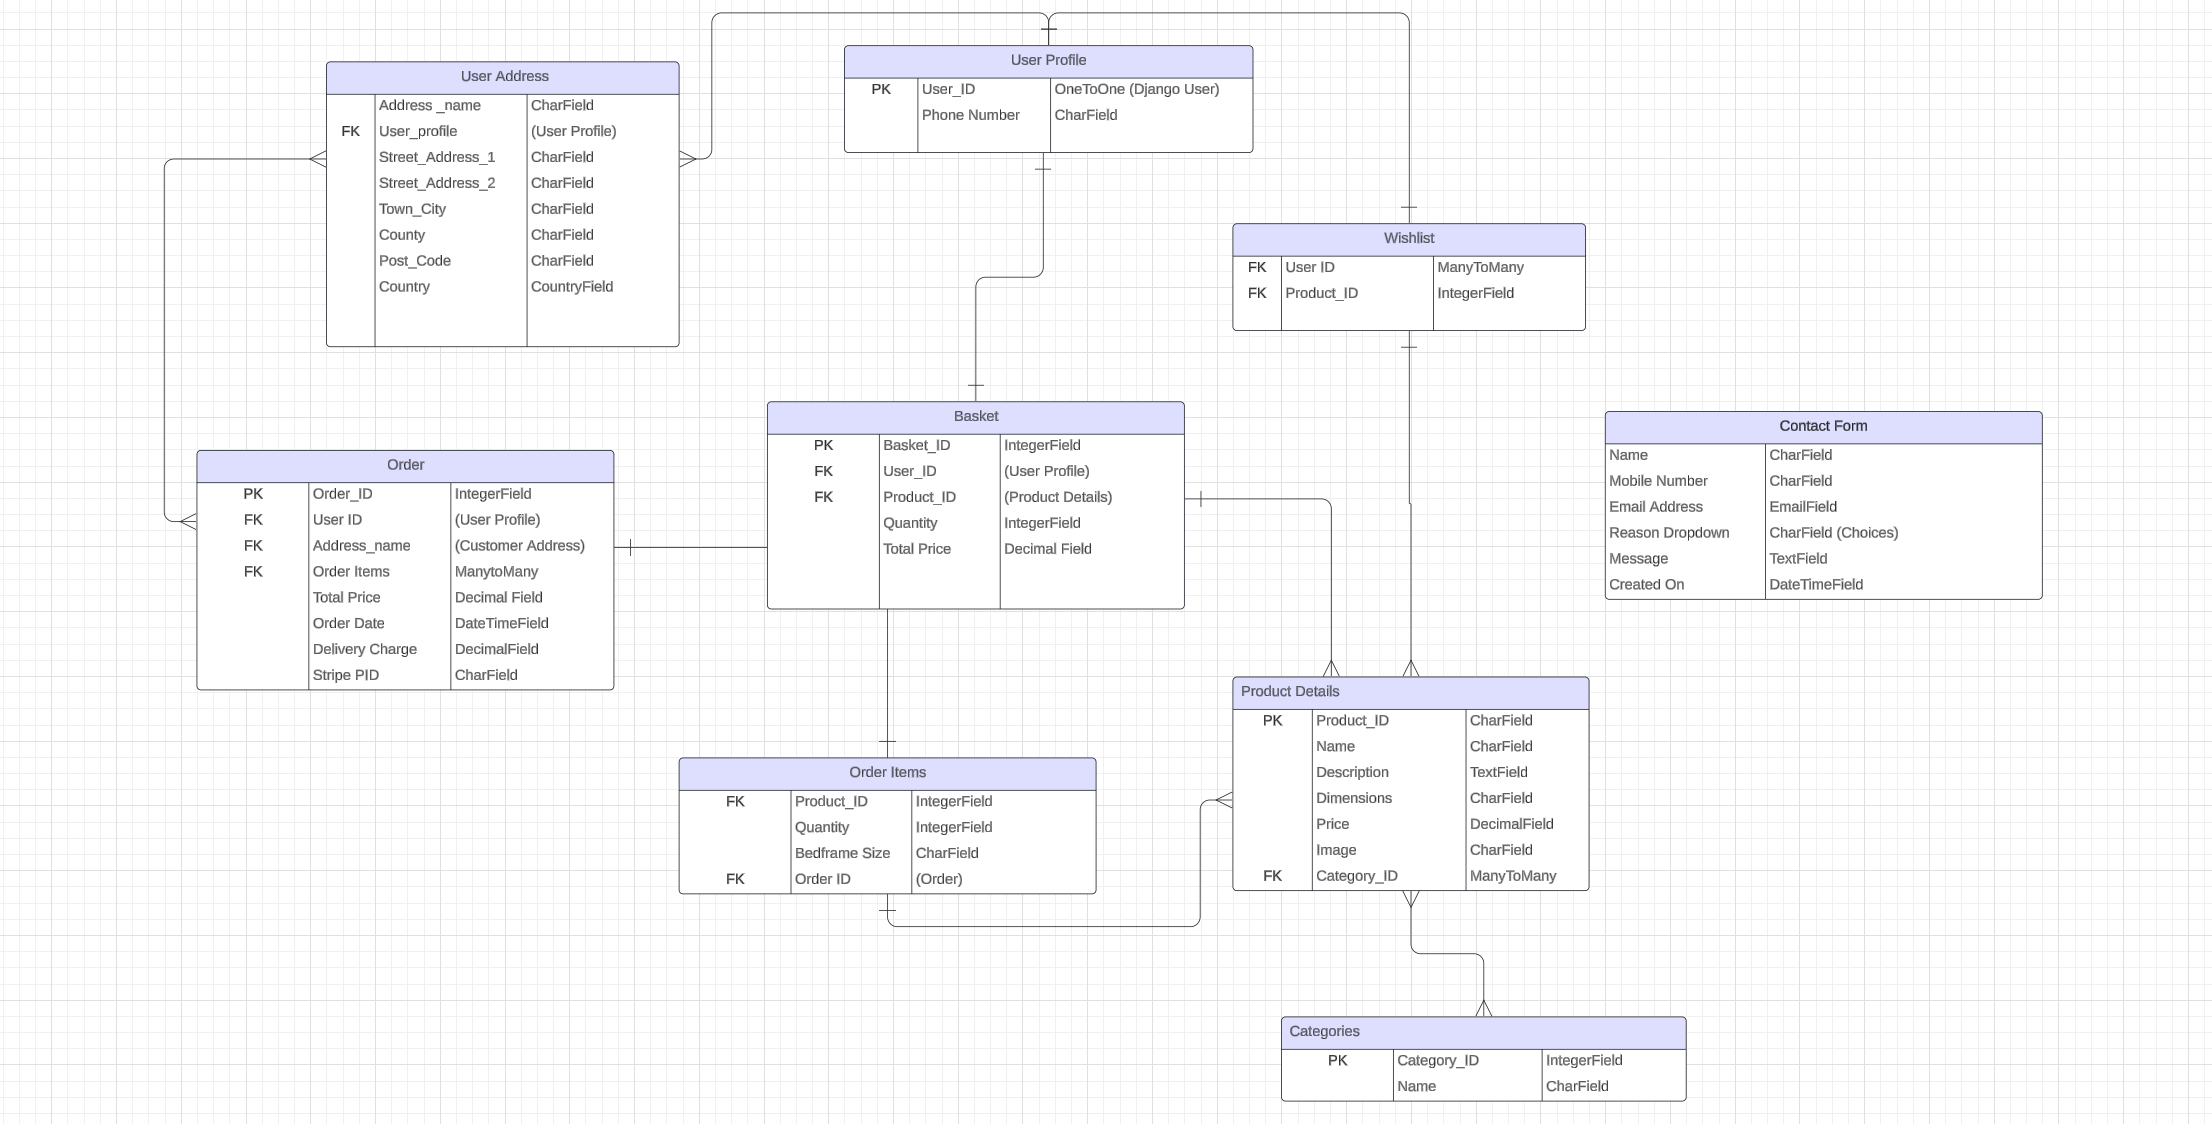 User Profile
PK User_ID OneToOne (Django User)
Phone Number CharField
User Address
Address _name CharField
FK User_profile (User Profile)
Street_Address_1 CharField
Street_Address_2 CharField
Town_City CharField
County CharField
Post_Code CharField
Country CountryField
Wishlist
FK User ID ManyToMany
FK Product_ID IntegerField
Basket
PK Basket_ID IntegerField
FK User_ID (User Profile)
FK Product_ID (Product Details)
Quantity IntegerField
Total Price Decimal Field
Contact Form
Name CharField
Mobile Number CharField
Email Address EmailField
Reason Dropdown CharField (Choices)
Message TextField
Created On DateTimeField
Order
PK Order_ID IntegerField
FK User ID (User Profile)
FK Address_name (Customer Address)
FK Order Items ManytoMany
Total Price Decimal Field
Order Date DateTimeField
Delivery Charge DecimalField
Stripe PID CharField
Product Details
PK Product_ID CharField
Name CharField
Description TextField
Dimensions CharField
Price DecimalField
Image CharField
FK Category_ID ManyToMany
Order Items
FK Product_ID IntegerField
Quantity IntegerField
Bedframe Size CharField
FK Order ID (Order)
Categories
PK Category_ID IntegerField
Name CharField